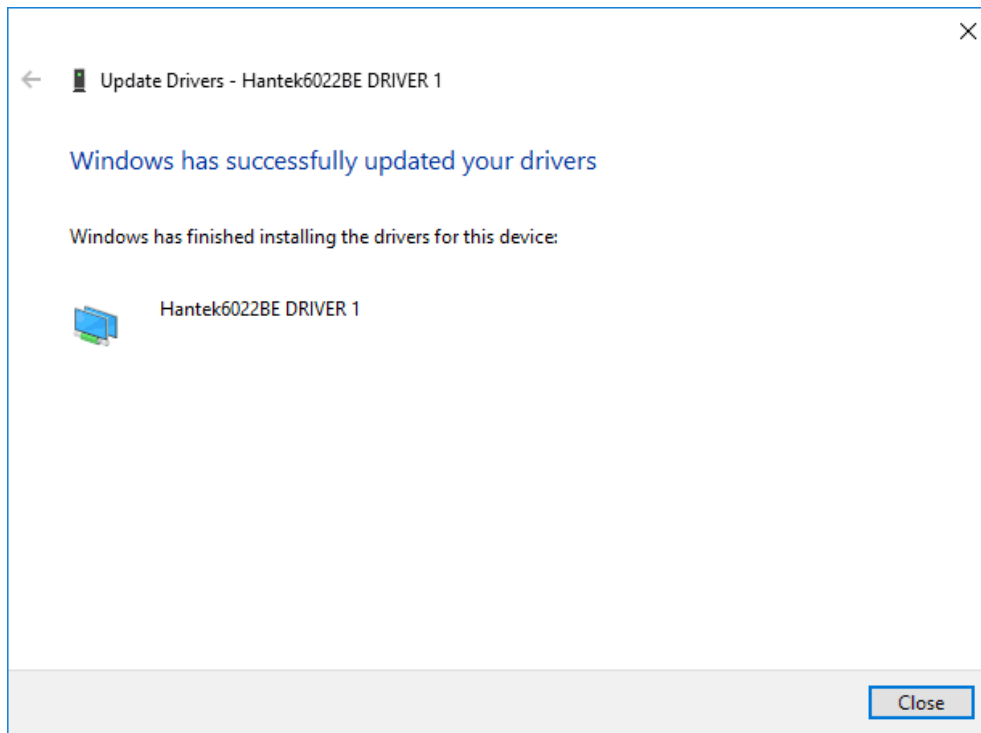 Update Drivers - Hantek6022BE DRIVER 1
Windows has successfully updated your drivers
Windows has finished installing the drivers for this device:
Hantek6022BE DRIVER 1
Close